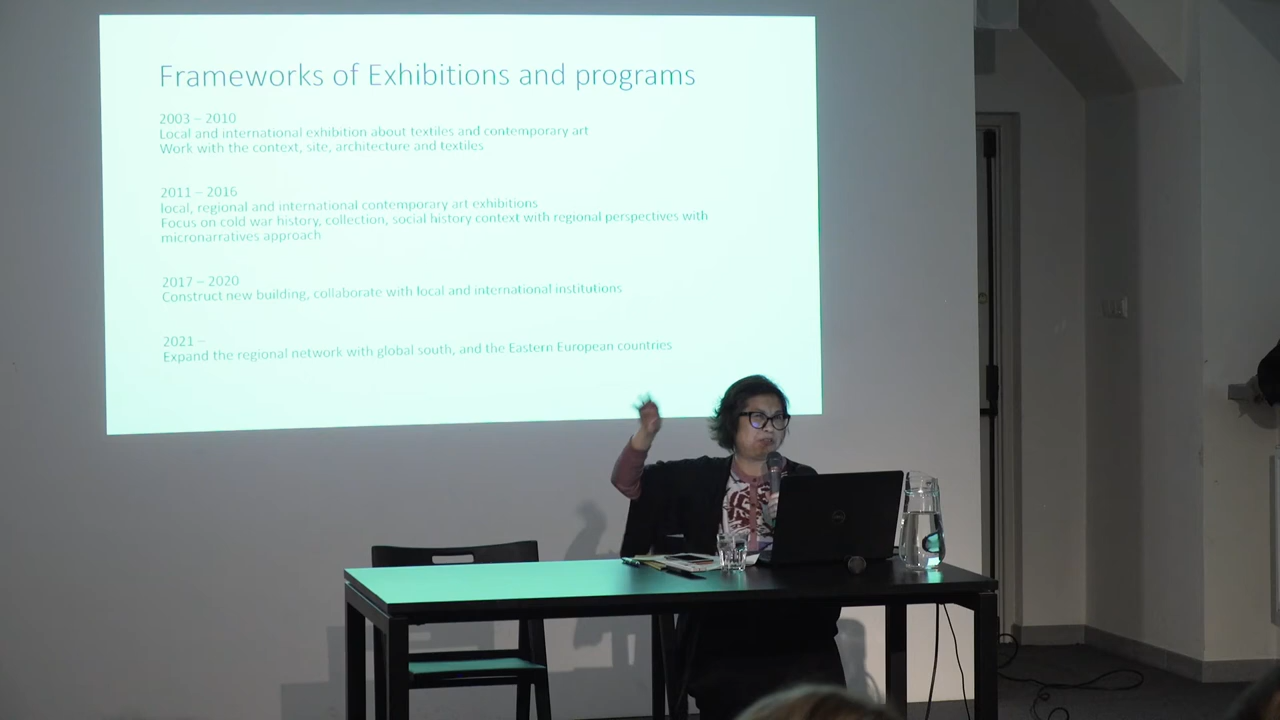 Frameworks of Exhibitions and programs
2003 – 2010
Local and international exhibition about textiles and contemporary art
Work with the context, site, architecture and textiles
2011 – 2016
local, regional and international contemporary art exhibitions
Focus on cold war history, collection, social history context with regional perspectives with
micronarratives approach
2017 – 2020
Construct new building, collaborate with local and international institutions
2021 –
Expand the regional network with global south, and the Eastern European countries